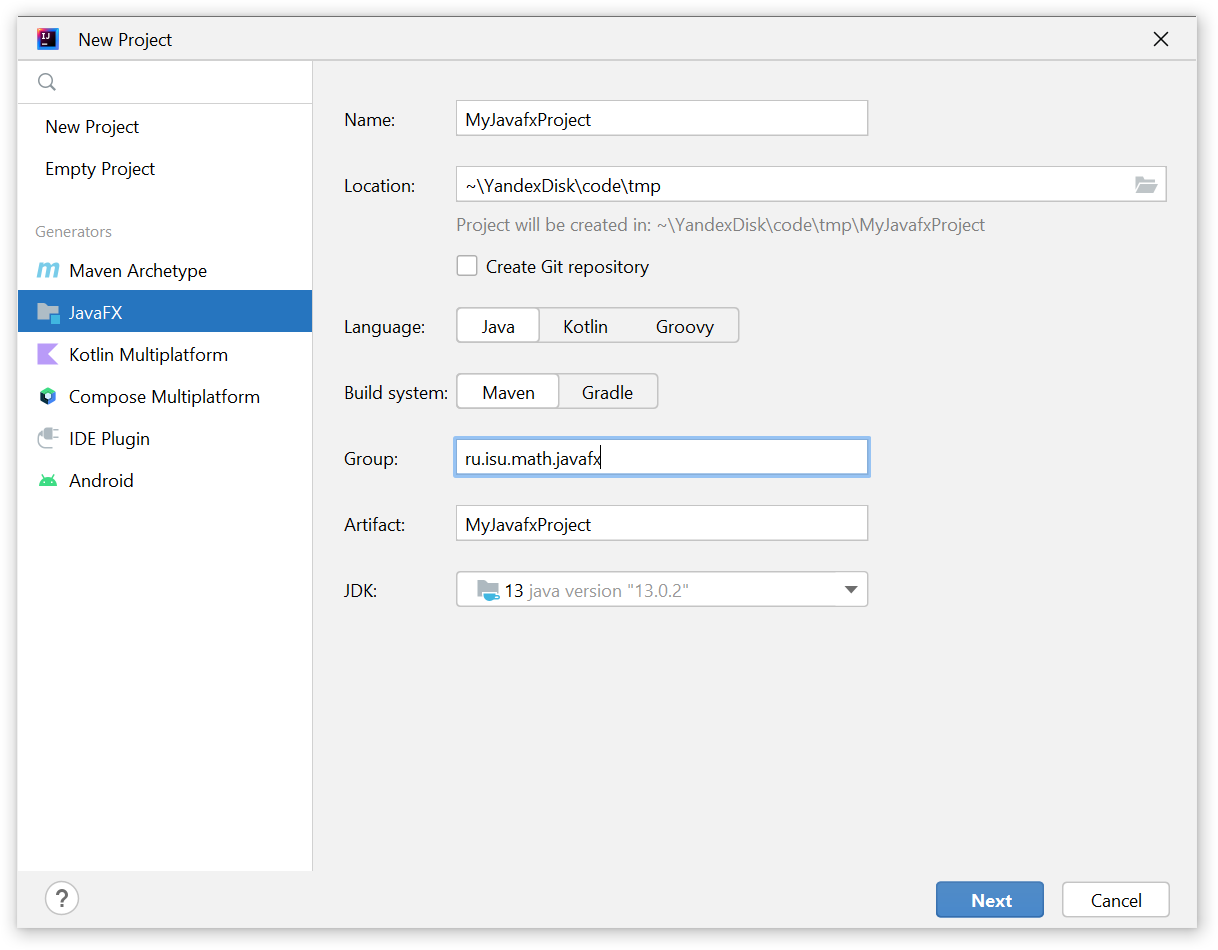 New Project
New Project
Empty Project
Generators
Maven Archetype
JavaFX
Kotlin Multiplatform
Compose Multiplatform
IDE Plugin
Android
Name: MyJavafxProject
Location: ~\YandexDisk\code\tmp
Project will be created in: ~\YandexDisk\code\tmp\MyJavafxProject
Create Git repository
Language: Java Kotlin Groovy
Build system: Maven Gradle
Group: ru.isu.math.javafx
Artifact: MyJavafxProject
JDK: 13 java version "13.0.2"
? Next Cancel